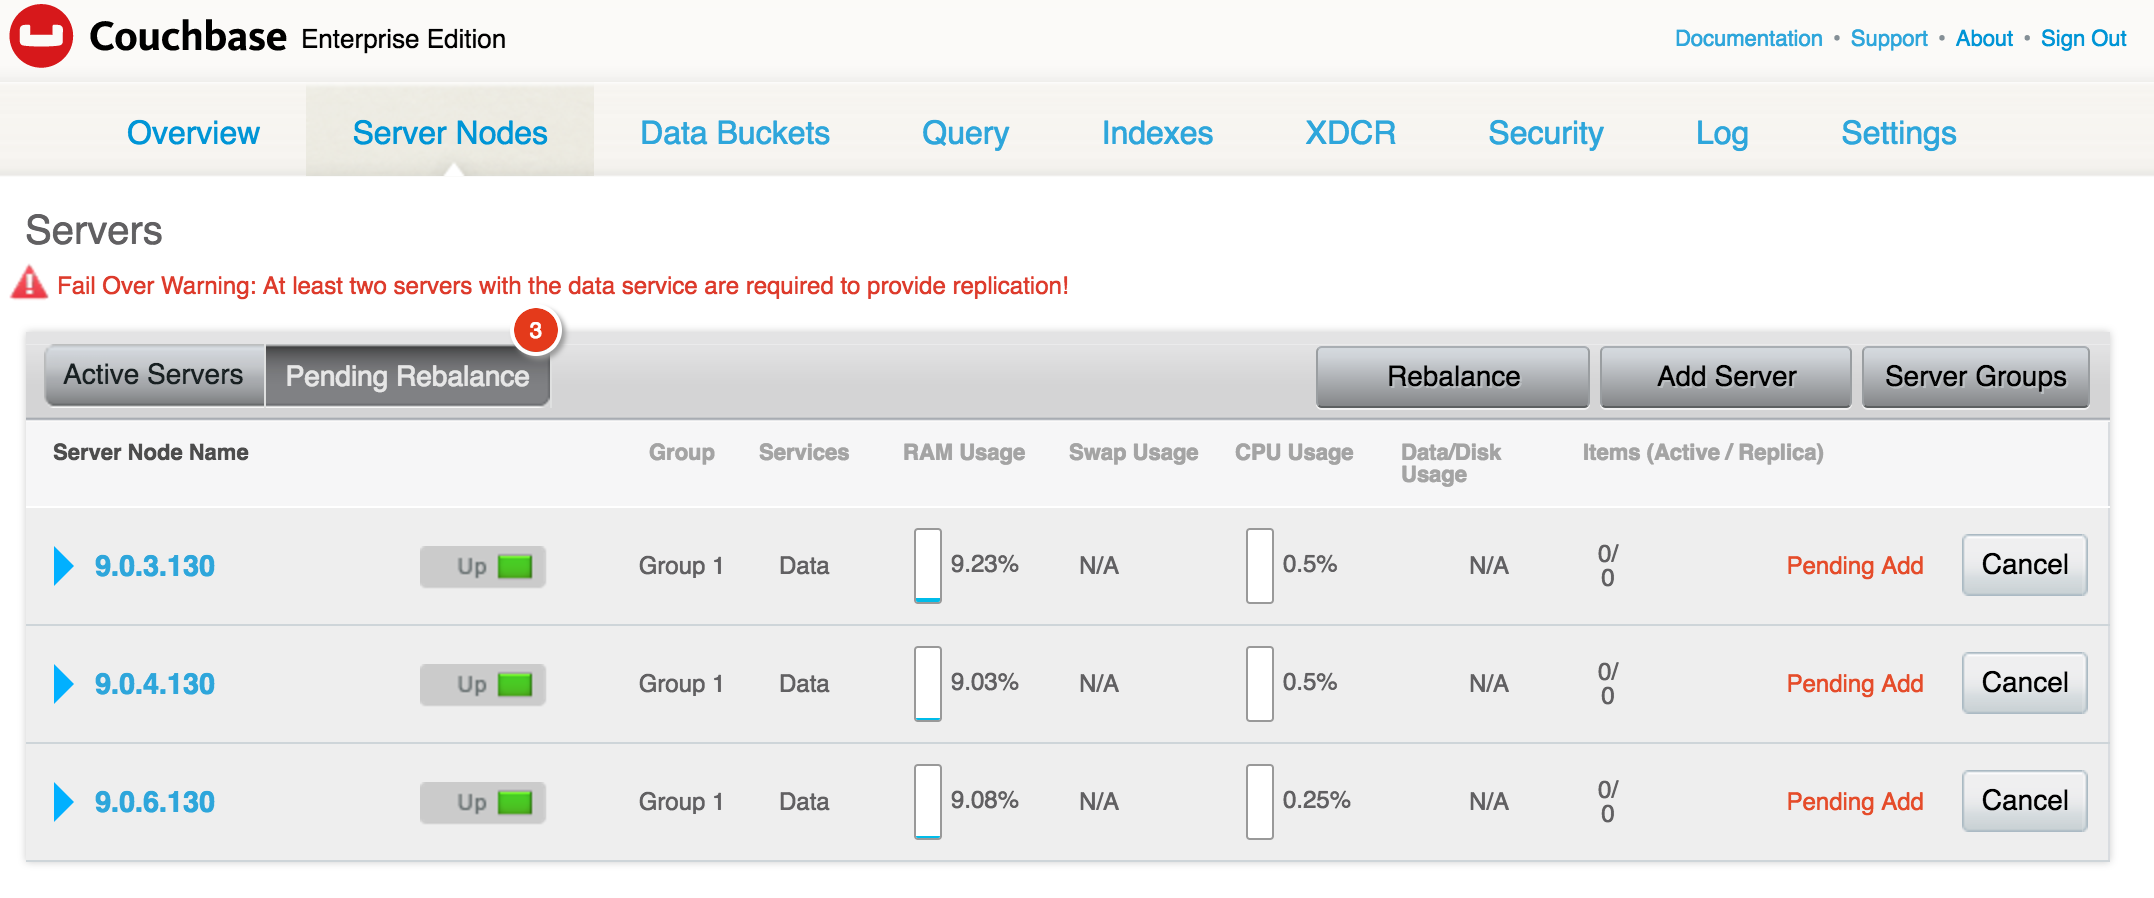 Couchbase Enterprise Edition
Documentation • Support • About • Sign Out
Overview Server Nodes Data Buckets Query Indexes XDCR Security Log Settings
Servers
Fail Over Warning: At least two servers with the data service are required to provide replication!
3
Active Servers Pending Rebalance Rebalance Add Server Server Groups
Server Node Name Group Services RAM Usage Swap Usage CPU Usage Data/Disk Usage Items (Active / Replica)
9.0.3.130 Up Group 1 Data 9.23% N/A 0.5% N/A 0/ 0 Pending Add Cancel
9.0.4.130 Up Group 1 Data 9.03% N/A 0.5% N/A 0/ 0 Pending Add Cancel
9.0.6.130 Up Group 1 Data 9.08% N/A 0.25% N/A 0/ 0 Pending Add Cancel